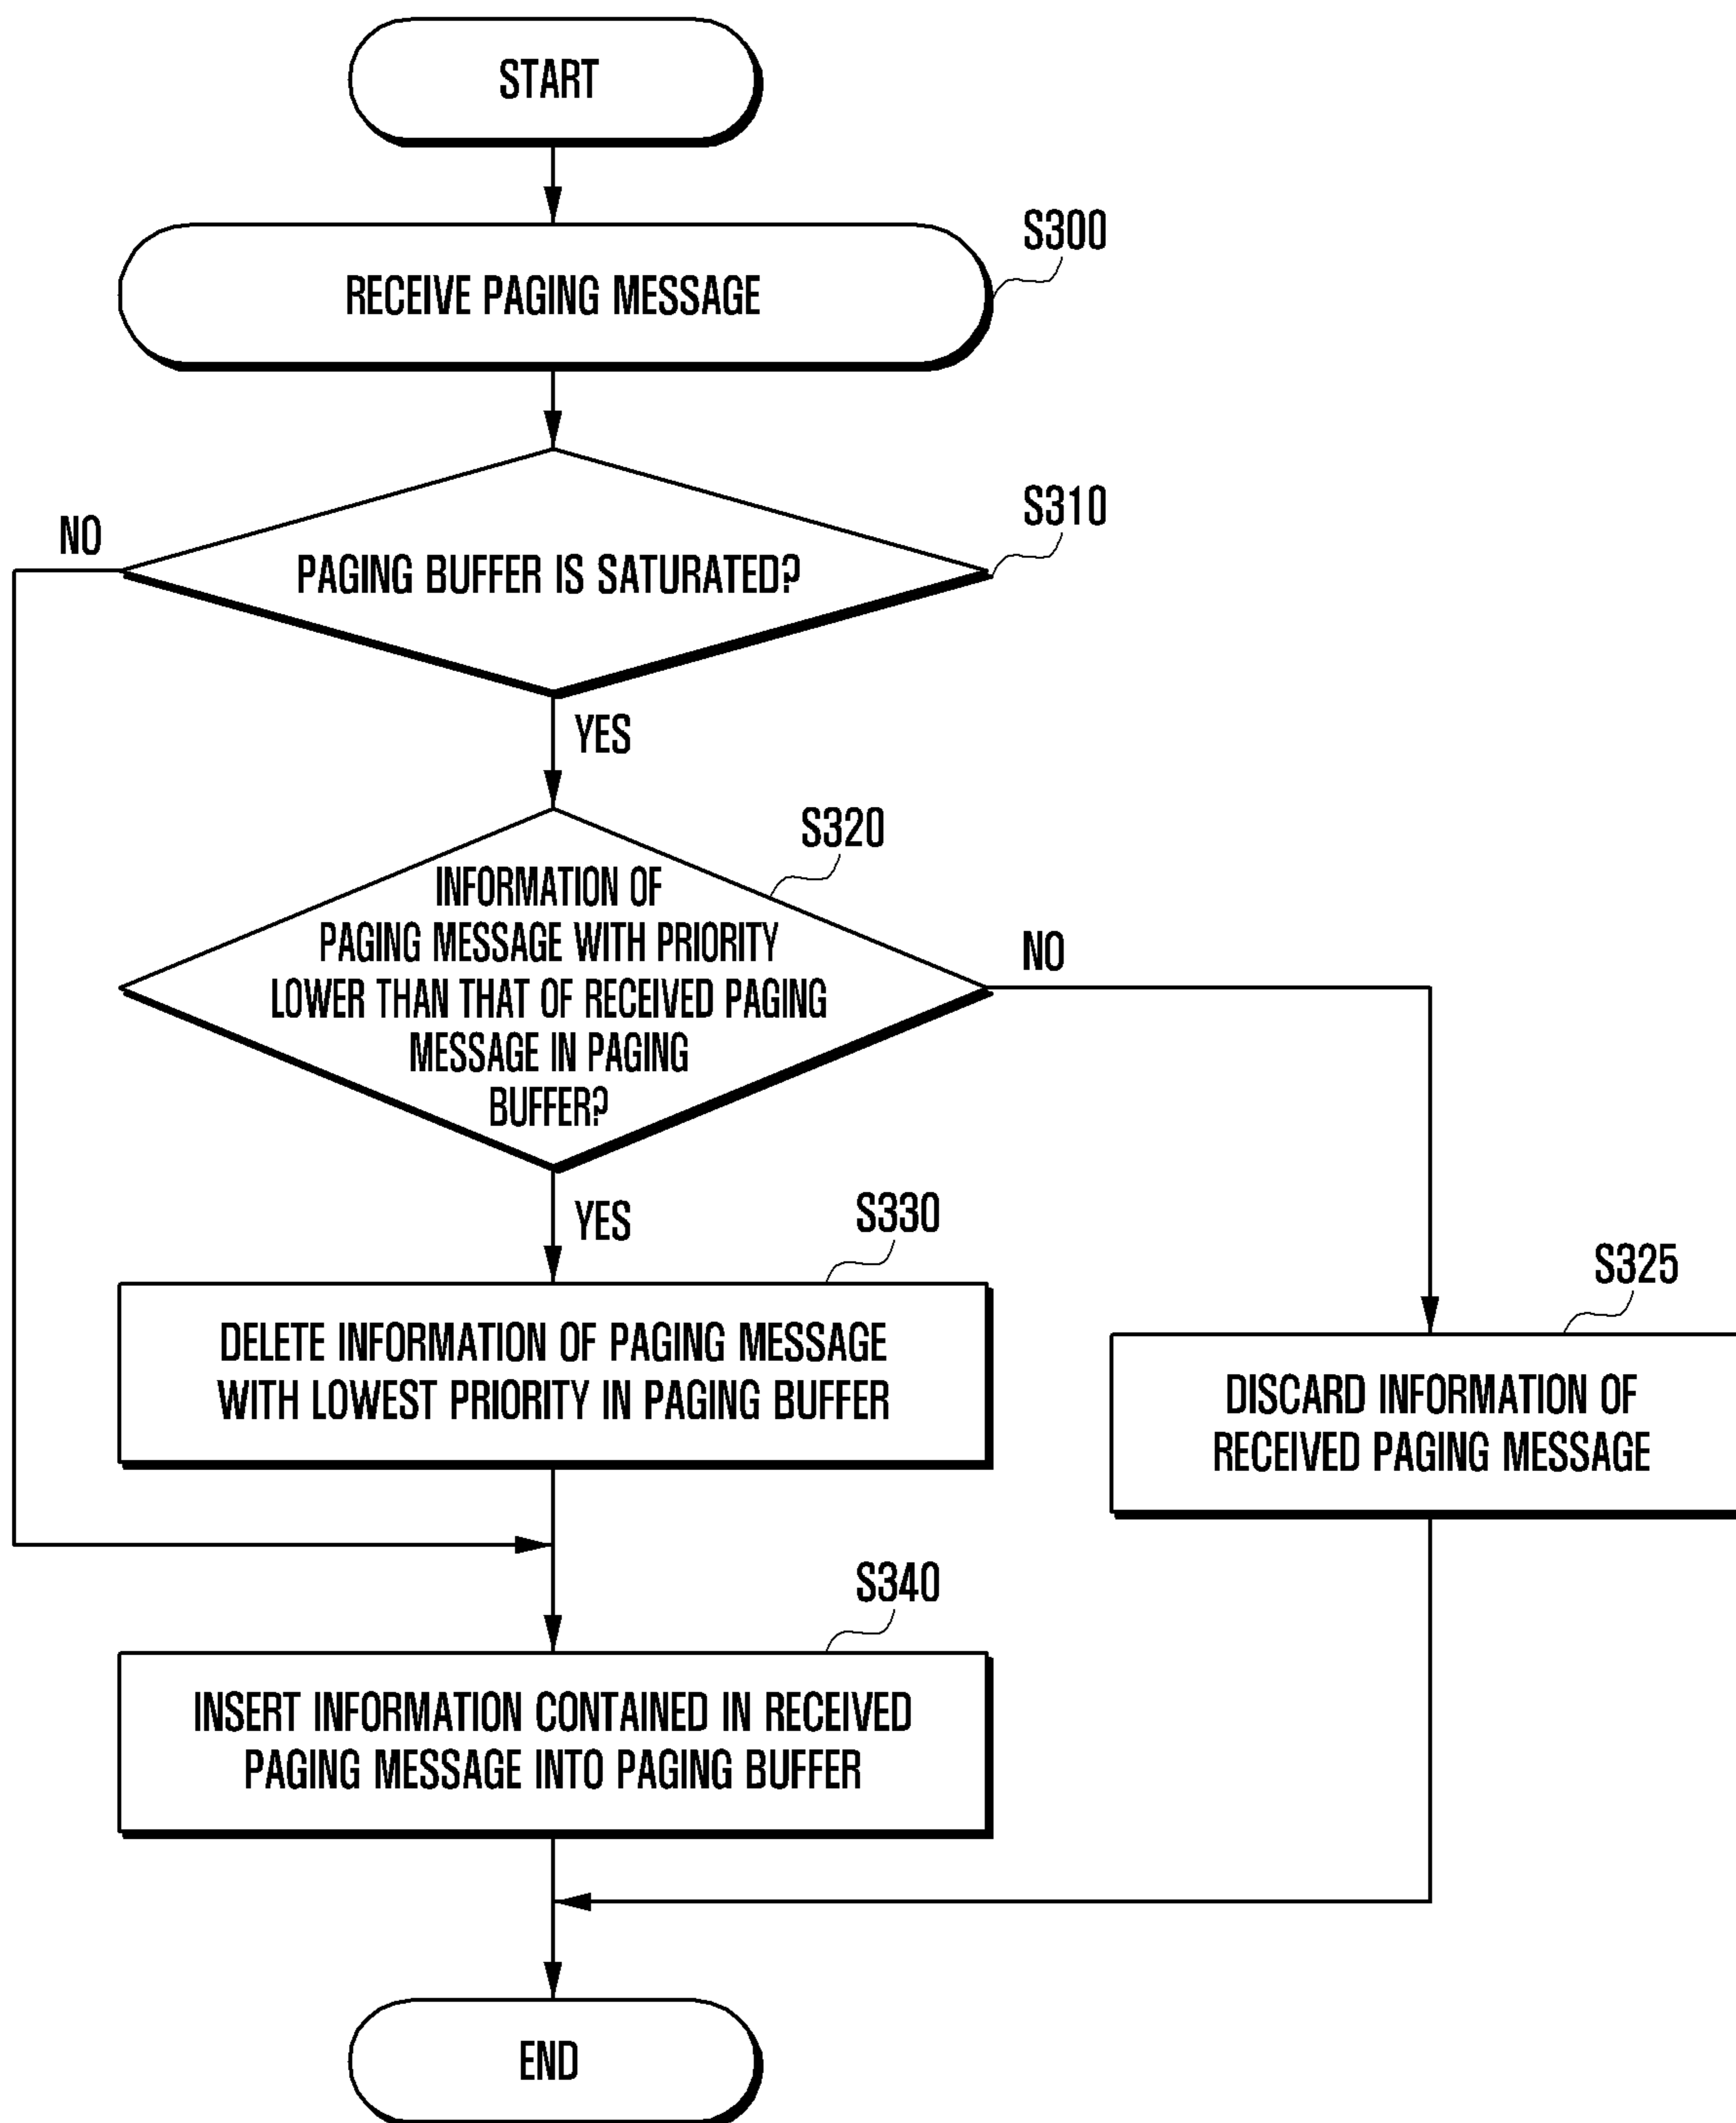 START
S300
RECEIVE PAGING MESSAGE
S310
NO
PAGING BUFFER IS SATURATED?
YES
S320
INFORMATION OF
PAGING MESSAGE WITH PRIORITY
LOWER THAN THAT OF RECEIVED PAGING
MESSAGE IN PAGING
BUFFER?
NO
YES
S330
DELETE INFORMATION OF PAGING MESSAGE
WITH LOWEST PRIORITY IN PAGING BUFFER
S325
DISCARD INFORMATION OF
RECEIVED PAGING MESSAGE
S340
INSERT INFORMATION CONTAINED IN RECEIVED
PAGING MESSAGE INTO PAGING BUFFER
END